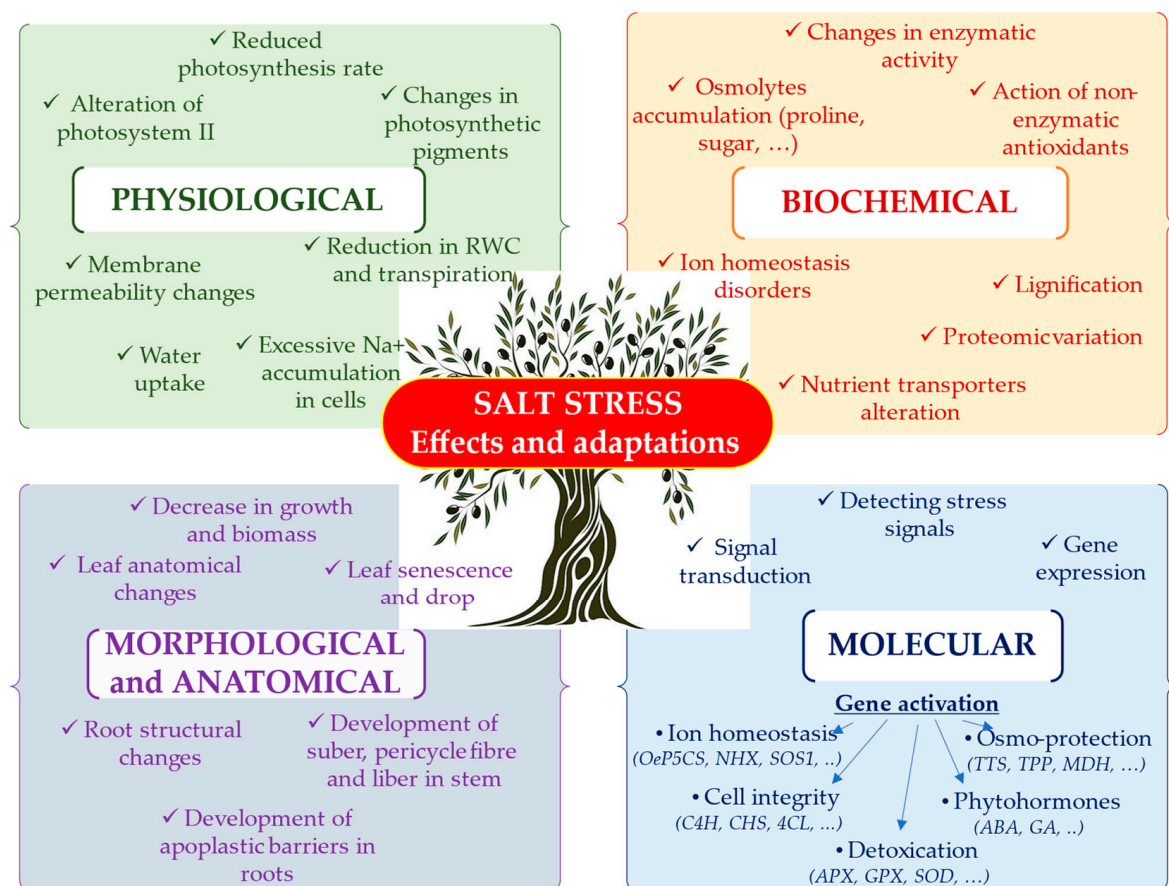 ✓ Reduced
photosynthesis rate
✓ Alteration of
photosystem II
✓ Changes in
photosynthetic
pigments
PHYSIOLOGICAL
✓ Membrane
permeability changes
✓ Reduction in RWC
and transpiration
✓ Water
uptake
✓ Excessive Na+
accumulation
in cells
✓ Changes in enzymatic
activity
✓ Osmolytes
accumulation (proline,
sugar, …)
✓ Action of non-
enzymatic
antioxidants
BIOCHEMICAL
✓ Ion homeostasis
disorders
✓ Lignification
✓ Proteomic variation
✓ Nutrient transporters
alteration
SALT STRESS
Effects and adaptations
✓ Decrease in growth
and biomass
✓ Leaf anatomical
changes
✓ Leaf senescence
and drop
MORPHOLOGICAL
and ANATOMICAL
✓ Root structural
changes
✓ Development of
suber, pericycle fibre
and liber in stem
✓ Development of
apoplastic barriers in
roots
✓ Detecting stress
signals
✓ Signal
transduction
✓ Gene
expression
MOLECULAR
Gene activation
• Ion homeostasis
(OeP5CS, NHX, SOS1, ..)
• Osmo-protection
(TTS, TPP, MDH, …)
• Cell integrity
(C4H, CHS, 4CL, …)
• Phytohormones
(ABA, GA, ..)
• Detoxication
(APX, GPX, SOD, …)